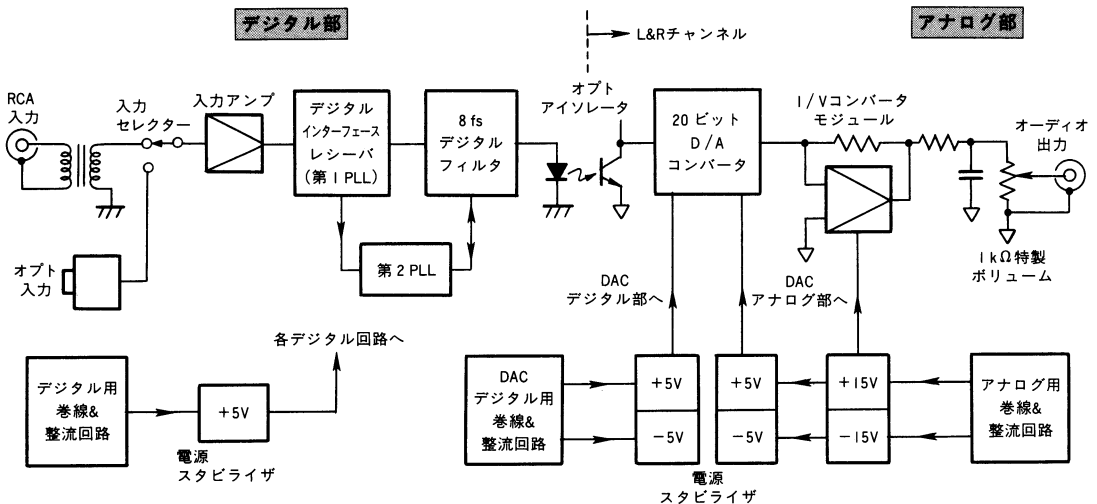 デジタル部
L&Rチャンネル
アナログ部
RCA
入力
入力
セレクター
入力アンプ
デジタル
インターフェース
レシーバ
(第1PLL)
8fs
デジタル
フィルタ
オプト
アイソレータ
20ビット
D/A
コンバータ
I/Vコンバータ
モジュール
オーディオ
出力
オプト
入力
第2PLL
1kΩ特製
ボリューム
DAC
デジタル部へ
DAC
アナログ部へ
各デジタル回路へ
デジタル用
巻線&
整流回路
+5V
電源
スタビライザ
DAC
デジタル用
巻線&
整流回路
+5V
-5V
+5V
-5V
+15V
-15V
電源
スタビライザ
アナログ用
巻線&
整流回路